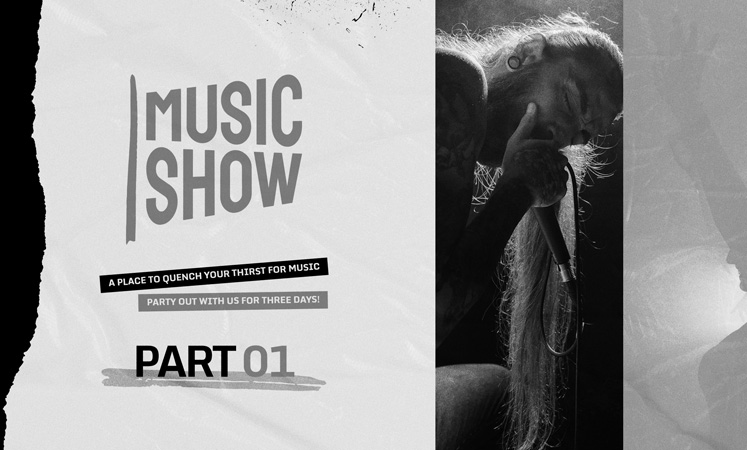 MUSIC
SHOW
A PLACE TO QUENCH YOUR THIRST FOR MUSIC
PARTY OUT WITH US FOR THREE DAYS!
PART 01